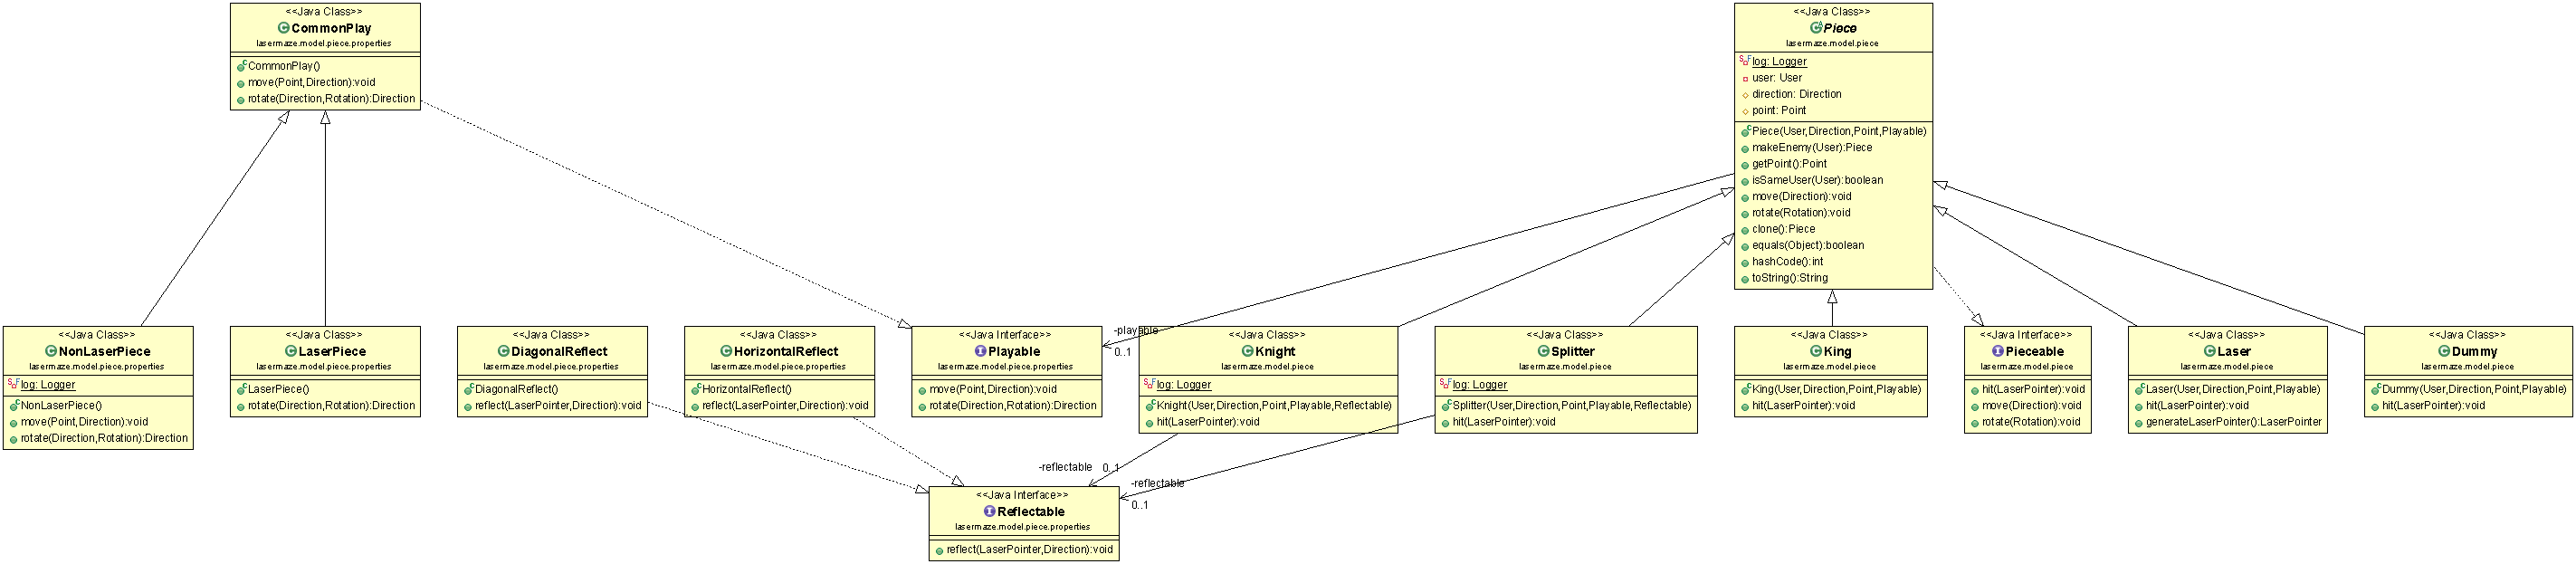 <<Java Class>>
CommonPlay
lasermaze.model.piece.properties
CommonPlay()
move(Point,Direction):void
rotate(Direction,Rotation):Direction
<<Java Class>>
Piece
lasermaze.model.piece
log: Logger
user: User
direction: Direction
point: Point
Piece(User,Direction,Point,Playable)
makeEnemy(User):Piece
getPoint():Point
isSameUser(User):boolean
move(Direction):void
rotate(Rotation):void
clone():Piece
equals(Object):boolean
hashCode():int
toString():String
<<Java Class>>
NonLaserPiece
lasermaze.model.piece.properties
log: Logger
NonLaserPiece()
move(Point,Direction):void
rotate(Direction,Rotation):Direction
<<Java Class>>
LaserPiece
lasermaze.model.piece.properties
LaserPiece()
rotate(Direction,Rotation):Direction
<<Java Class>>
DiagonalReflect
lasermaze.model.piece.properties
DiagonalReflect()
reflect(LaserPointer,Direction):void
<<Java Class>>
HorizontalReflect
lasermaze.model.piece.properties
HorizontalReflect()
reflect(LaserPointer,Direction):void
<<Java Interface>>
Playable
lasermaze.model.piece.properties
move(Point,Direction):void
rotate(Direction,Rotation):Direction
-playable
0..1
<<Java Class>>
Knight
lasermaze.model.piece
log: Logger
Knight(User,Direction,Point,Playable,Reflectable)
hit(LaserPointer):void
<<Java Class>>
Splitter
lasermaze.model.piece
log: Logger
Splitter(User,Direction,Point,Playable,Reflectable)
hit(LaserPointer):void
<<Java Class>>
King
lasermaze.model.piece
King(User,Direction,Point,Playable)
hit(LaserPointer):void
<<Java Interface>>
Pieceable
lasermaze.model.piece
hit(LaserPointer):void
move(Direction):void
rotate(Rotation):void
<<Java Class>>
Laser
lasermaze.model.piece
Laser(User,Direction,Point,Playable)
hit(LaserPointer):void
generateLaserPointer():LaserPointer
<<Java Class>>
Dummy
lasermaze.model.piece
Dummy(User,Direction,Point,Playable)
hit(LaserPointer):void
-reflectable 0..1
-reflectable
0..1
<<Java Interface>>
Reflectable
lasermaze.model.piece.properties
reflect(LaserPointer,Direction):void